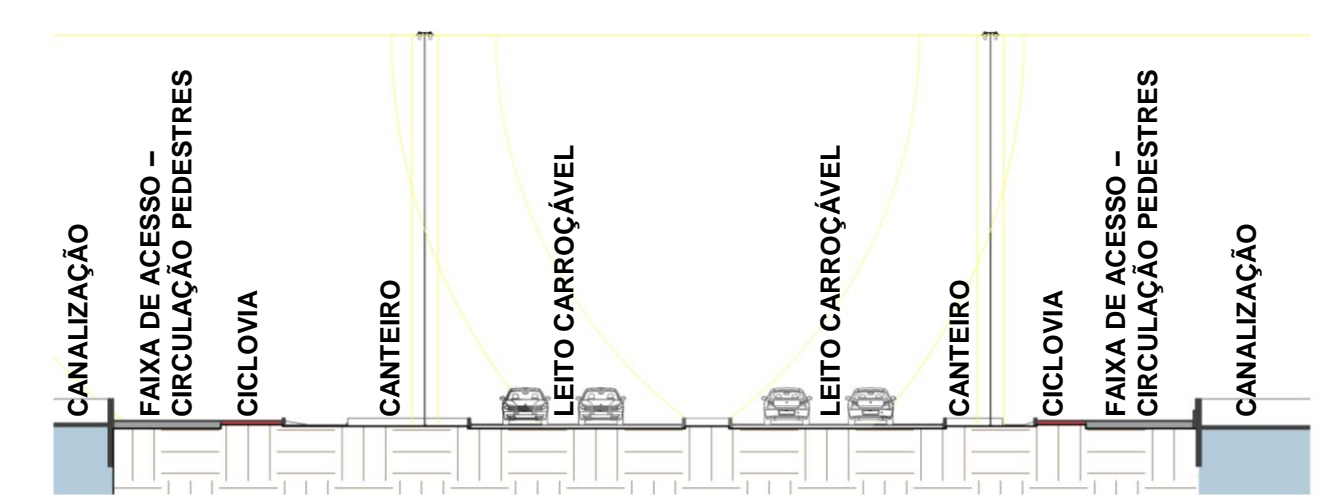 CANALIZAÇÃO
FAIXA DE ACESSO –
CIRCULAÇÃO PEDESTRES
CICLOVIA
CANTEIRO
LEITO CARROÇÁVEL
LEITO CARROÇÁVEL
CANTEIRO
CICLOVIA
FAIXA DE ACESSO –
CIRCULAÇÃO PEDESTRES
CANALIZAÇÃO